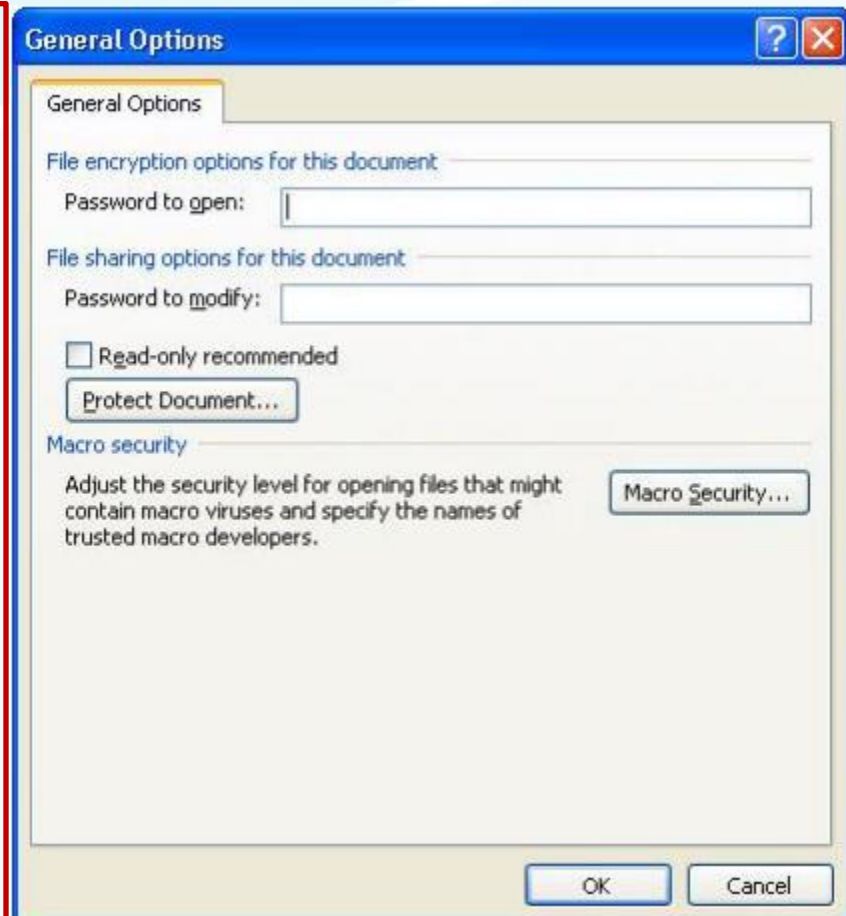 General Options
General Options
File encryption options for this document
Password to open:
File sharing options for this document
Password to modify:
Read-only recommended
Protect Document...
Macro security
Adjust the security level for opening files that might
contain macro viruses and specify the names of
trusted macro developers.
Macro Security...
OK
Cancel